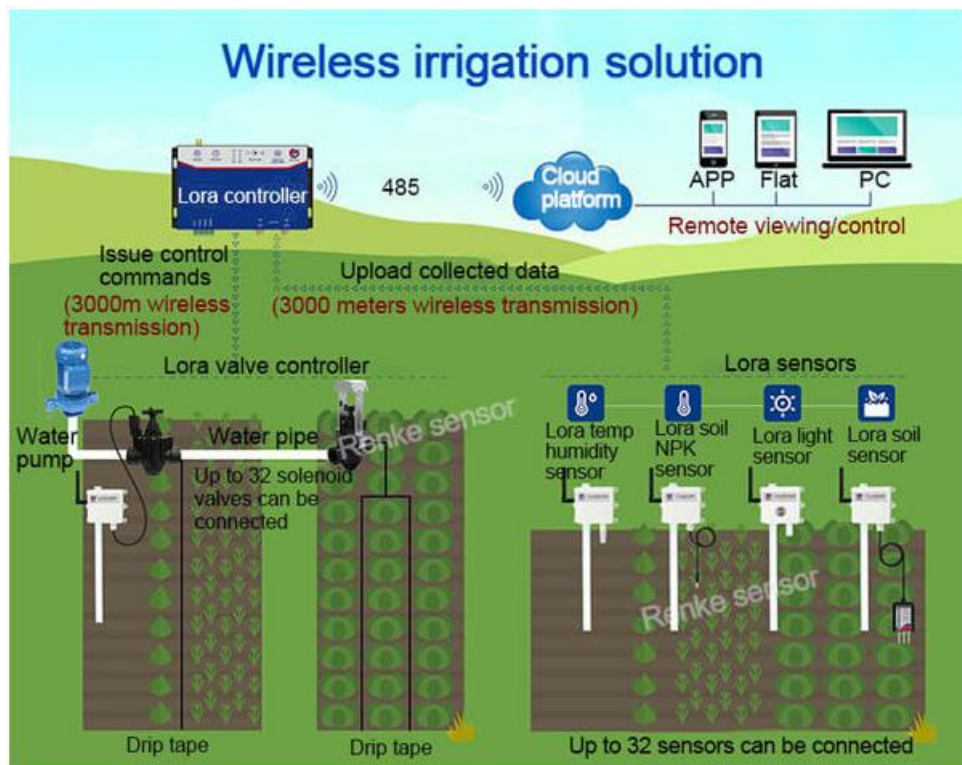 Wireless irrigation solution
Lora controller
485
Cloud
platform
APP
Flat
PC
Remote viewing/control
Issue control
commands
(3000m wireless
transmission)
Upload collected data
(3000 meters wireless transmission)
Lora valve controller
Lora sensors
Water
pump
Water pipe
Up to 32 solenoid
valves can be
connected
Renke sensor
Lora temp
humidity
sensor
Lora soil
NPK
sensor
Lora light
sensor
Lora soil
sensor
Renke sensor
Drip tape
Drip tape
Up to 32 sensors can be connected